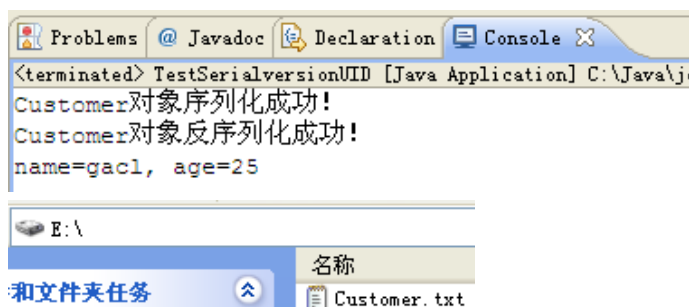 Problems @ Javadoc Declaration Console
<terminated> TestSerialversionUID [Java Application] C:\Java\j
Customer对象序列化成功!
Customer对象反序列化成功!
name=gacl, age=25
E:\
名称
和文件夹任务
Customer.txt